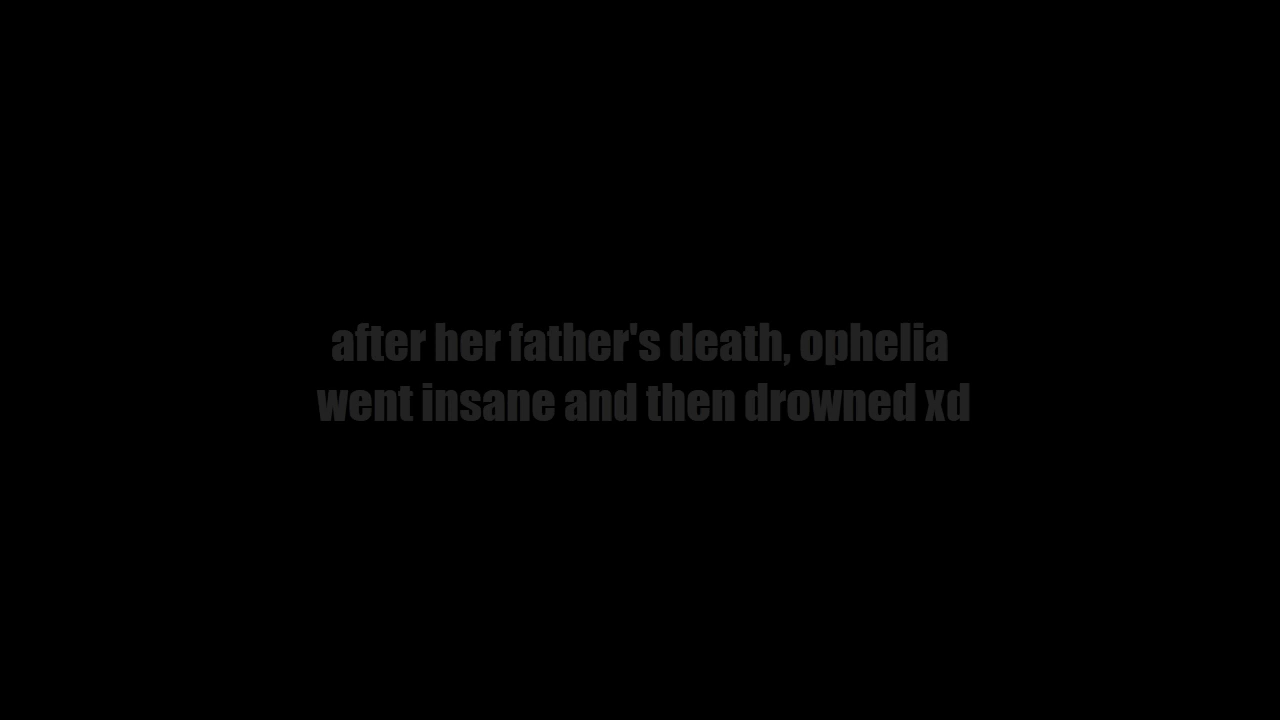 after her father's death, ophelia
went insane and then drowned xd